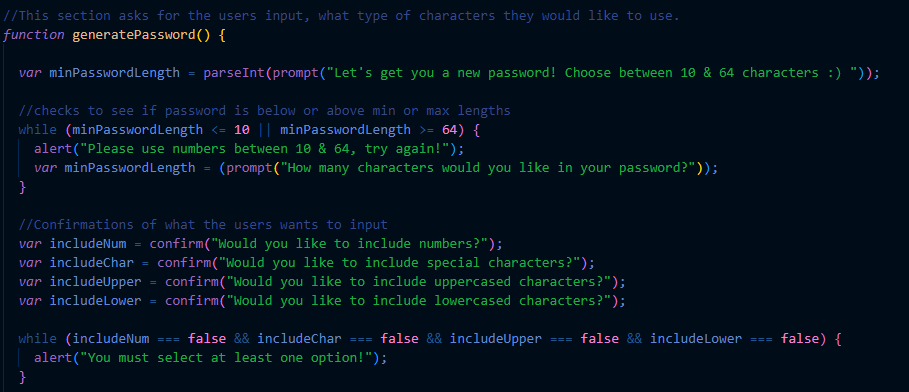 //This section asks for the users input, what type of characters they would like to use.
function generatePassword() {
var minPasswordLength = parseInt(prompt("Let's get you a new password! Choose between 10 & 64 characters :) "));
//checks to see if password is below or above min or max lengths
while (minPasswordLength <= 10 || minPasswordLength >= 64) {
alert("Please use numbers between 10 & 64, try again!");
var minPasswordLength = (prompt("How many characters would you like in your password?"));
}
//Confirmations of what the users wants to input
var includeNum = confirm("Would you like to include numbers?");
var includeChar = confirm("Would you like to include special characters?");
var includeUpper = confirm("Would you like to include uppercased characters?");
var includeLower = confirm("Would you like to include lowercased characters?");
while (includeNum === false && includeChar === false && includeUpper === false && includeLower === false) {
alert("You must select at least one option!");
}